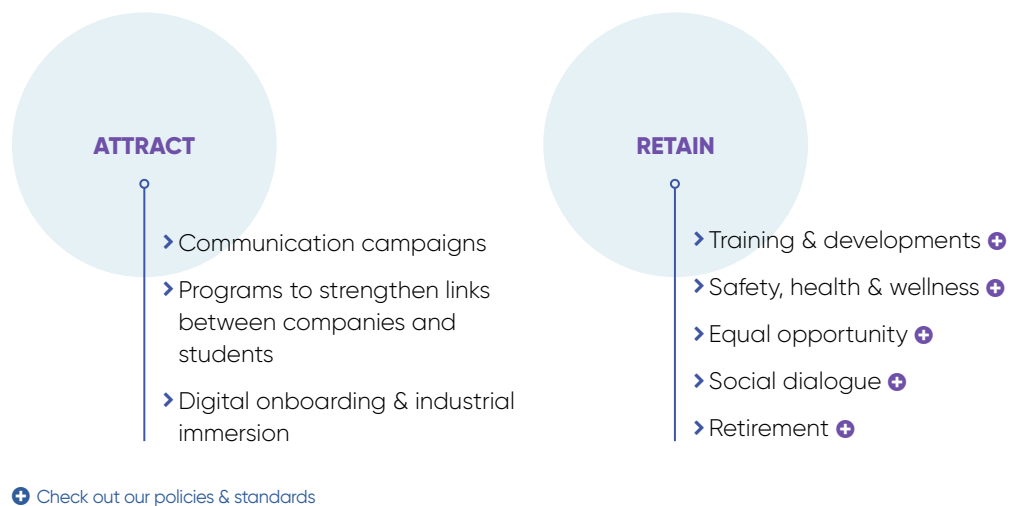 ATTRACT
Communication campaigns
Programs to strengthen links
between companies and
students
Digital onboarding & industrial
immersion
RETAIN
Training & developments
Safety, health & wellness
Equal opportunity
Social dialogue
Retirement
Check out our policies & standards